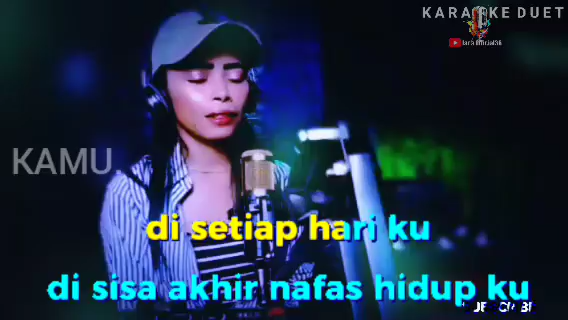 KARAOKE DUET
KAMU
di setiap hari ku
di sisa akhir nafas hidup ku